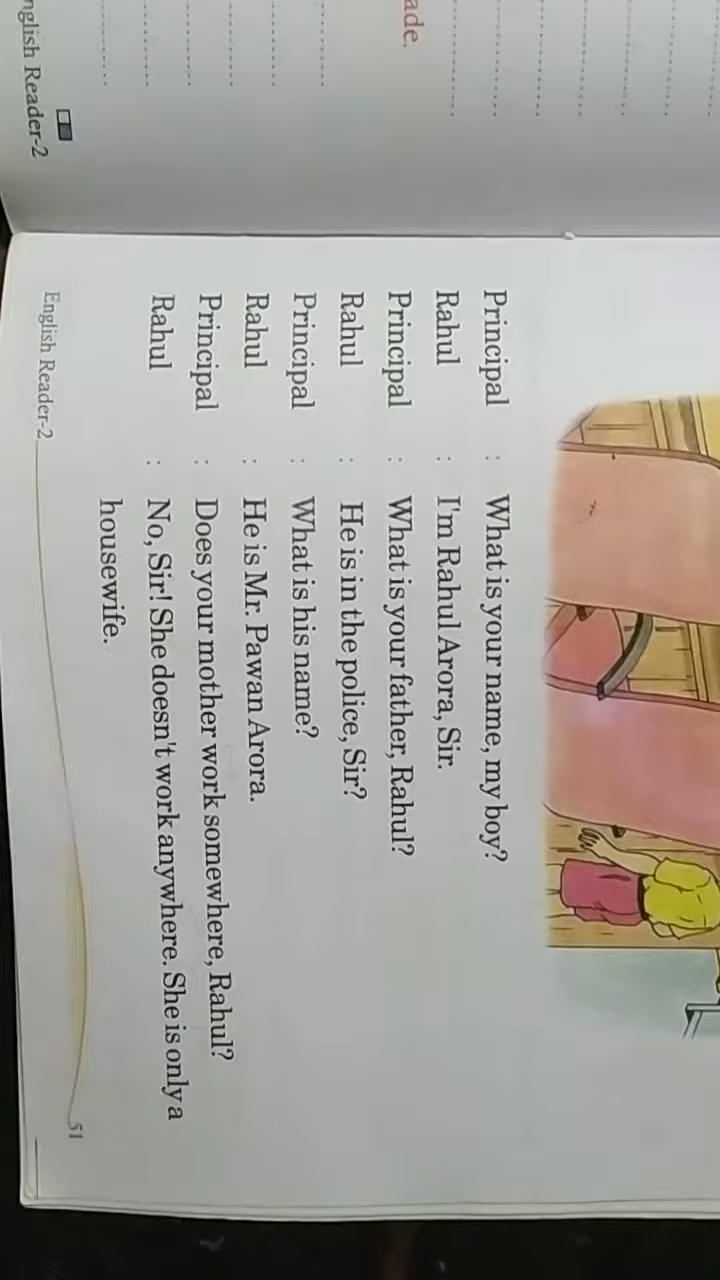 ade.
nglish Reader-2
Principal : What is your name, my boy?
Rahul : I'm Rahul Arora, Sir.
Principal : What is your father, Rahul?
Rahul : He is in the police, Sir?
Principal : What is his name?
Rahul : He is Mr. Pawan Arora.
Principal : Does your mother work somewhere, Rahul?
Rahul : No, Sir! She doesn't work anywhere. She is only a
housewife.
English Reader-2 51